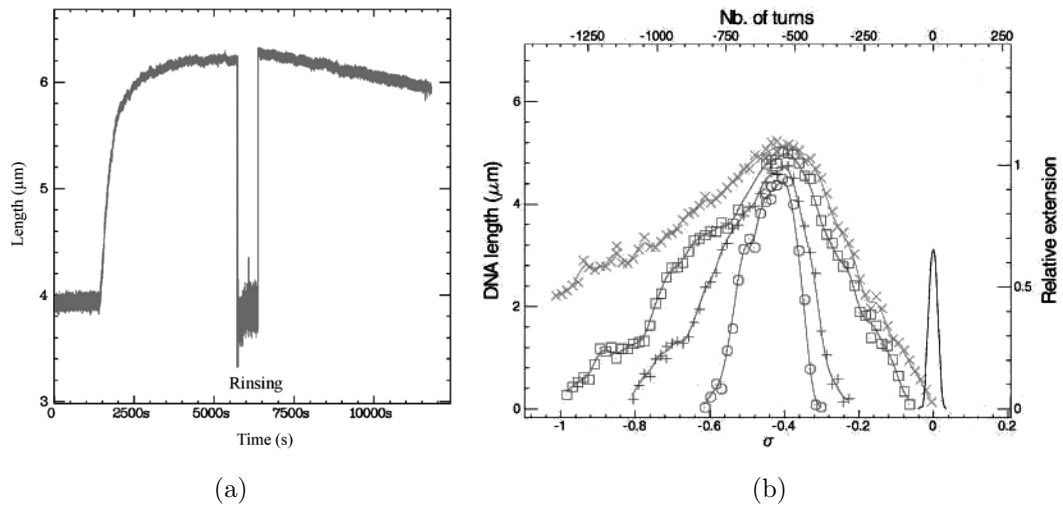 Length (μm)
6
5
4
3
Rinsing
0
2500s
5000s
7500s
10000s
Time (s)
(a)
Nb. of turns
-1250
-1000
-750
-500
-250
0
250
DNA length (μm)
6
4
2
0
Relative extension
1
0.5
0
-1
-0.8
-0.6
-0.4
-0.2
0
0.2
σ
(b)